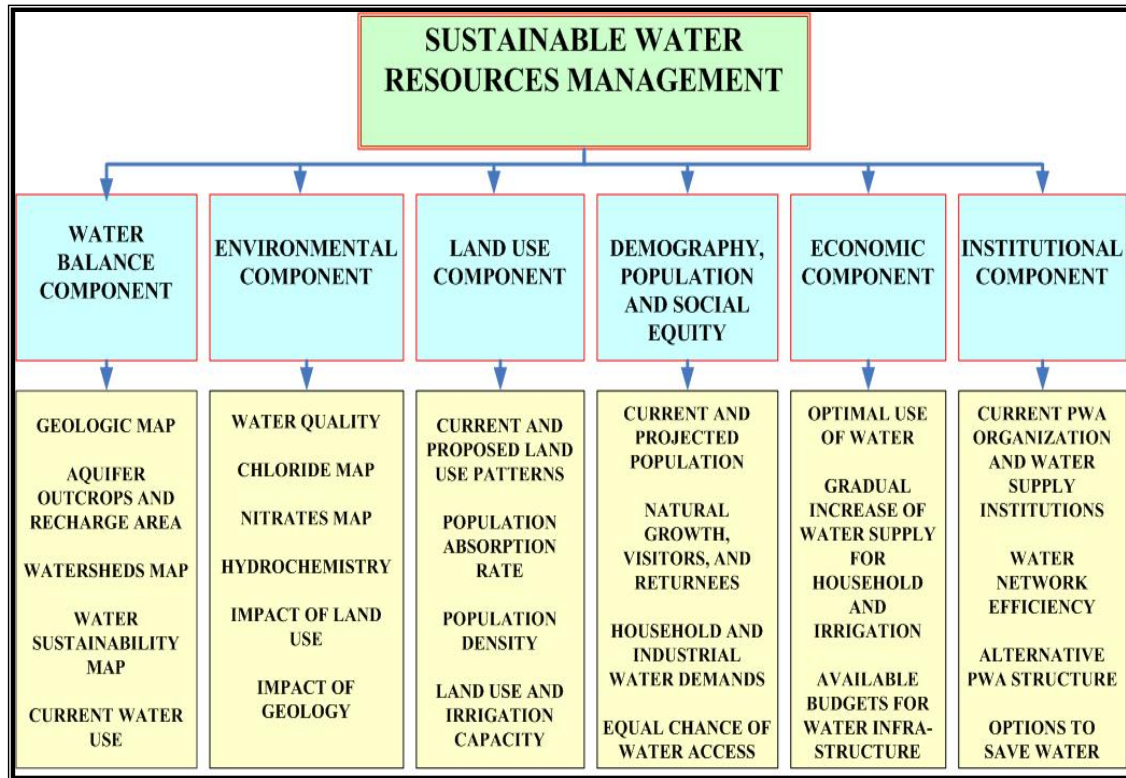 SUSTAINABLE WATER
RESOURCES MANAGEMENT
WATER
BALANCE
COMPONENT
ENVIRONMENTAL
COMPONENT
LAND USE
COMPONENT
DEMOGRAPHY,
POPULATION
AND SOCIAL
EQUITY
ECONOMIC
COMPONENT
INSTITUTIONAL
COMPONENT
GEOLOGIC MAP
AQUIFER
OUTCROPS AND
RECHARGE AREA
WATERSHEDS MAP
WATER
SUSTAINABILITY
MAP
CURRENT WATER
USE
WATER QUALITY
CHLORIDE MAP
NITRATES MAP
HYDROCHEMISTRY
IMPACT OF LAND
USE
IMPACT OF
GEOLOGY
CURRENT AND
PROPOSED LAND
USE PATTERNS
POPULATION
ABSORPTION
RATE
POPULATION
DENSITY
LAND USE AND
IRRIGATION
CAPACITY
CURRENT AND
PROJECTED
POPULATION
NATURAL
GROWTH,
VISITORS, AND
RETURNEES
HOUSEHOLD AND
INDUSTRIAL
WATER DEMANDS
EQUAL CHANCE OF
WATER ACCESS
OPTIMAL USE
OF WATER
GRADUAL
INCREASE OF
WATER SUPPLY
FOR
HOUSEHOLD
AND
IRRIGATION
AVAILABLE
BUDGETS FOR
WATER INFRA-
STRUCTURE
CURRENT PWA
ORGANIZATION
AND WATER
SUPPLY
INSTITUTIONS
WATER
NETWORK
EFFICIENCY
ALTERNATIVE
PWA STRUCTURE
OPTIONS TO
SAVE WATER